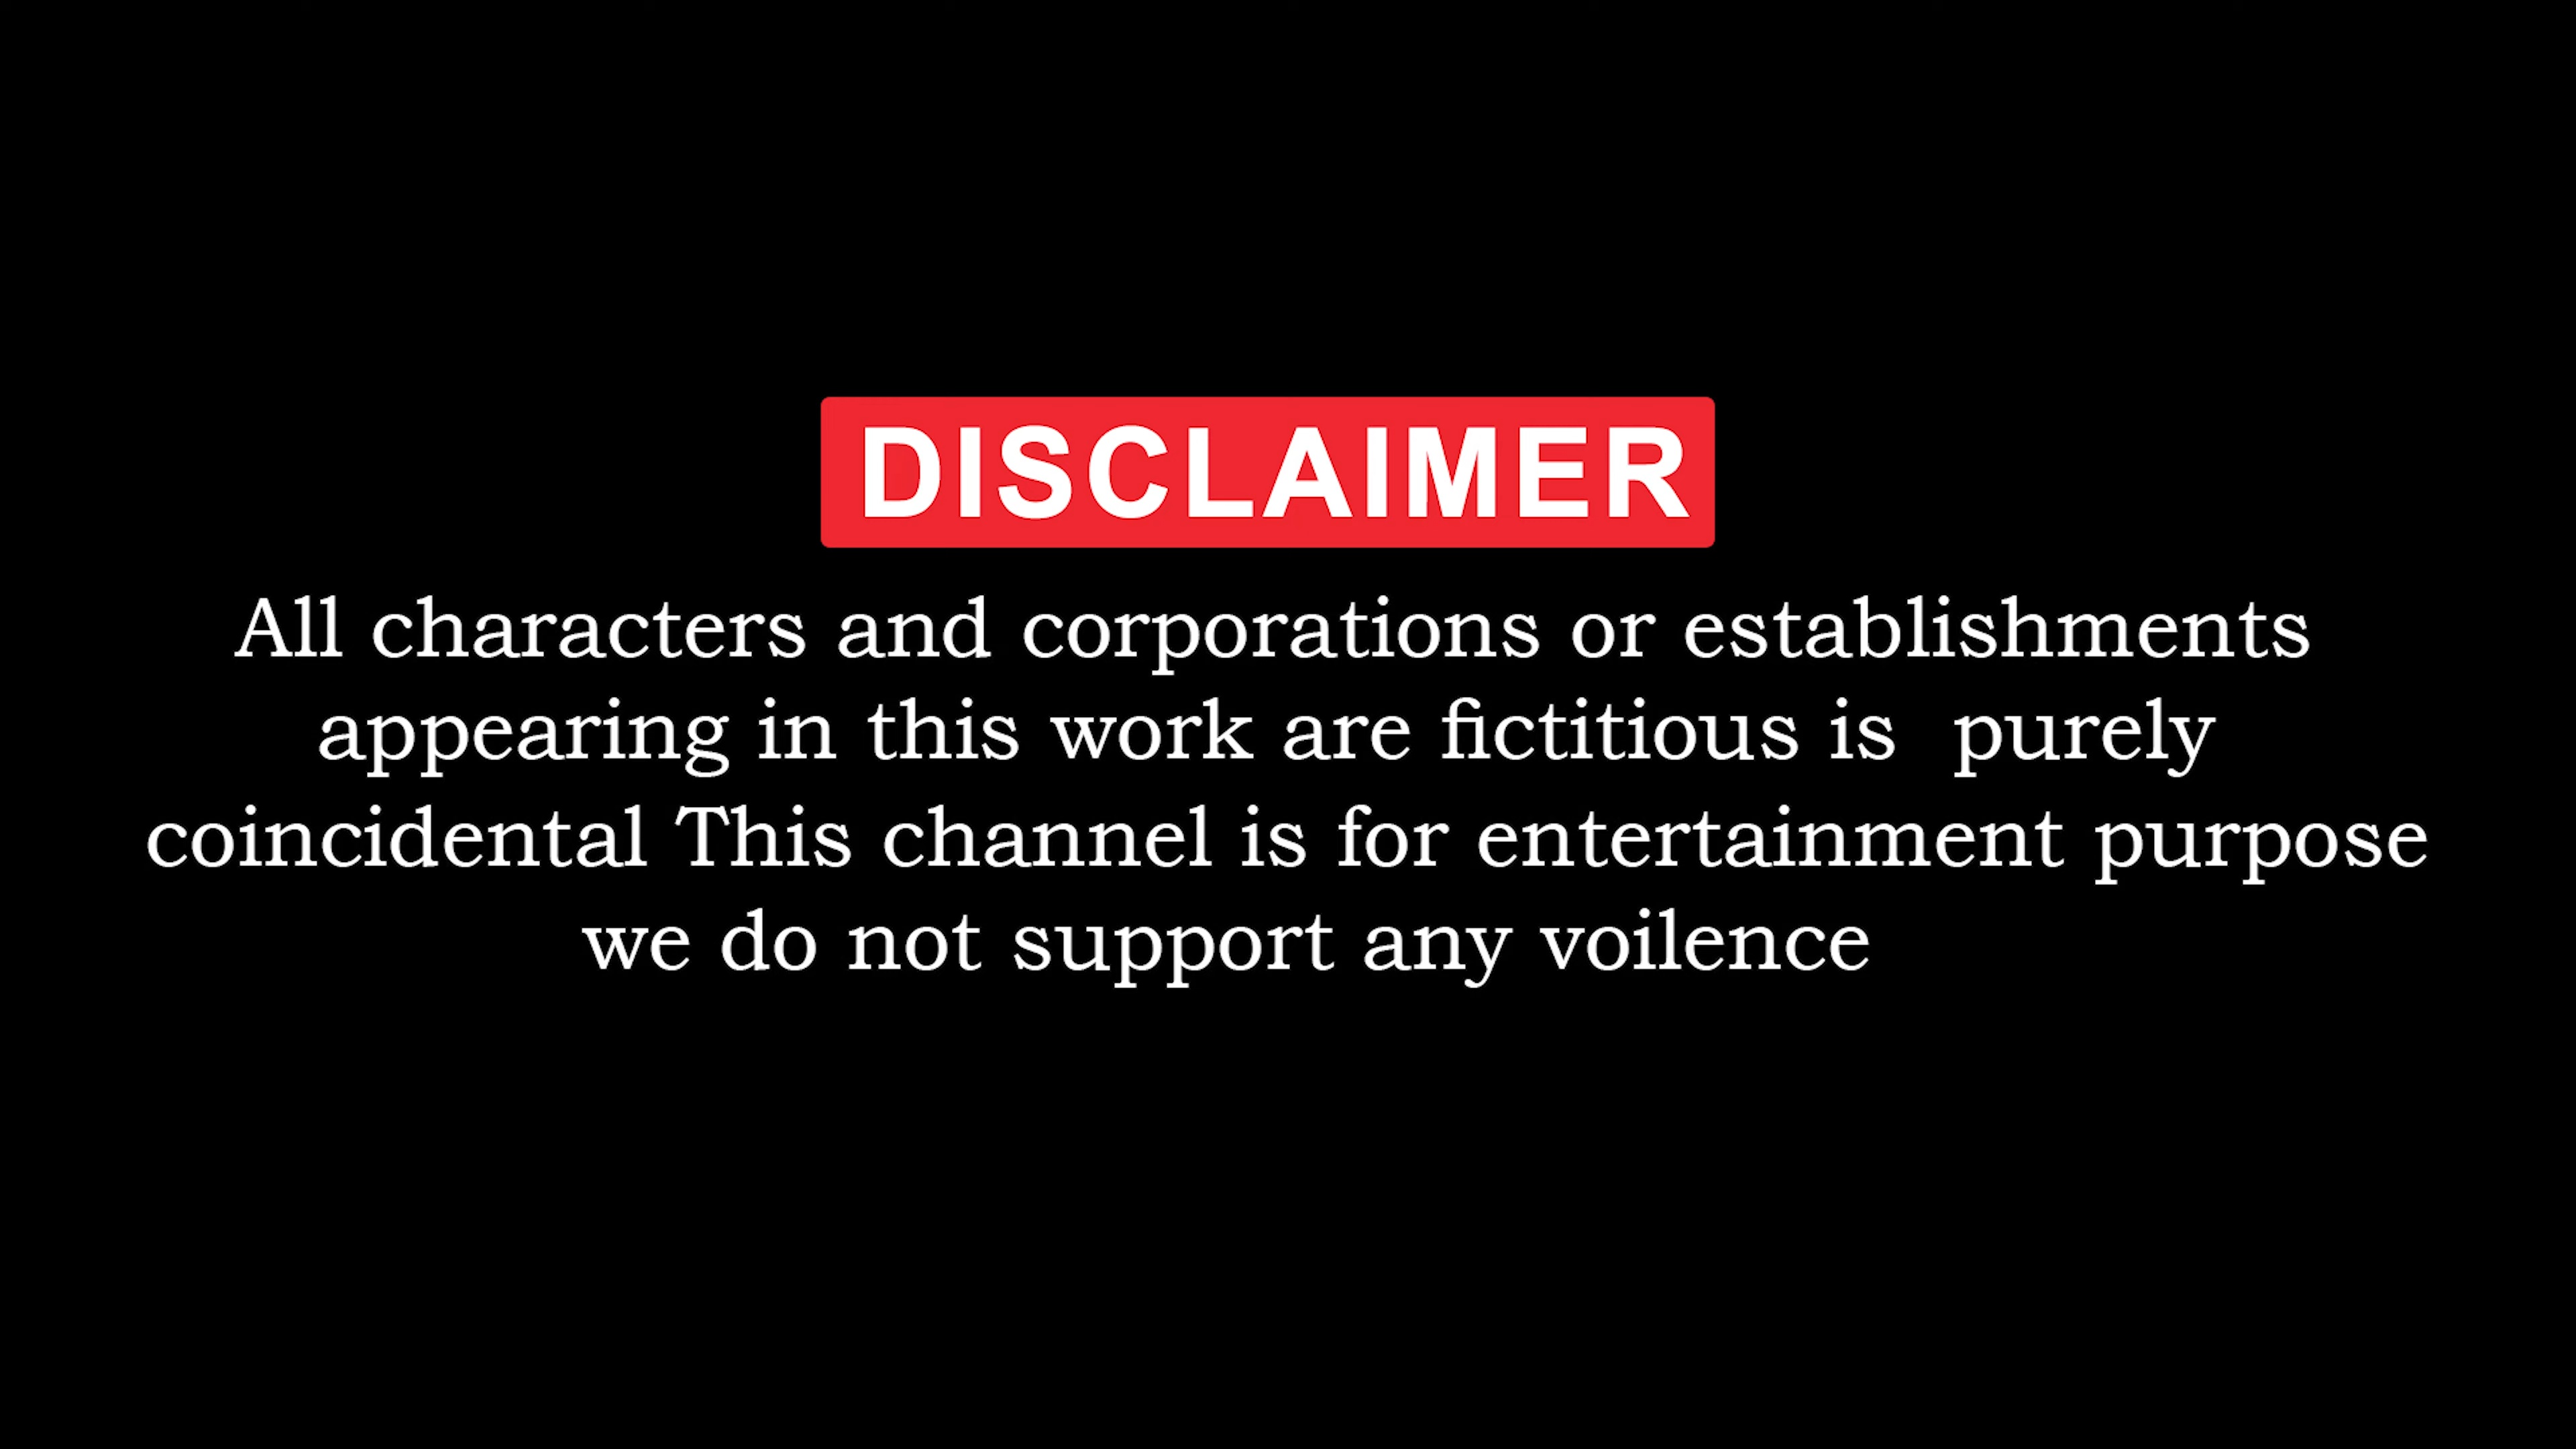 DISCLAIMER
All characters and corporations or establishments
appearing in this work are fictitious is  purely
coincidental This channel is for entertainment purpose
we do not support any voilence